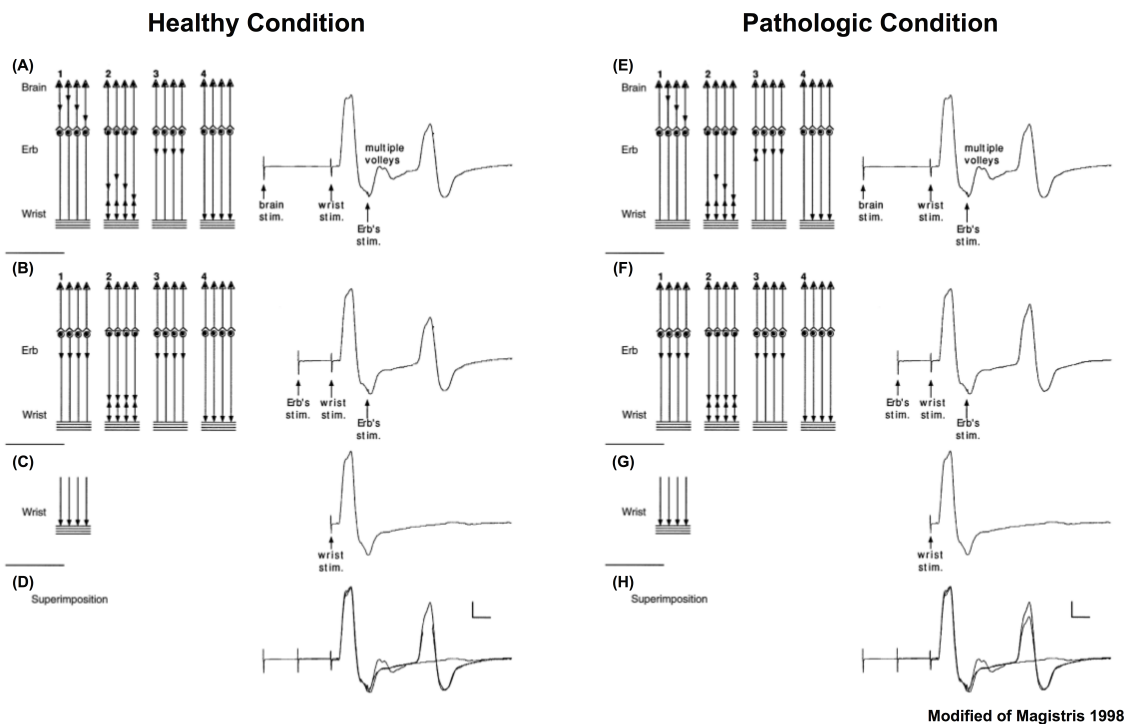 Healthy Condition
Pathologic Condition
(A)
1 2 3 4
Brain
Erb
Wrist
multiple
volleys
brain
stim.
wrist
stim.
Erb's
stim.
(B)
1 2 3 4
Erb
Wrist
Erb's
stim.
wrist
stim.
Erb's
stim.
(C)
Wrist
wrist
stim.
(D)
Superimposition
(E)
1 2 3 4
Brain
Erb
Wrist
multiple
volleys
brain
stim.
wrist
stim.
Erb's
stim.
(F)
1 2 3 4
Erb
Wrist
Erb's
stim.
wrist
stim.
Erb's
stim.
(G)
Wrist
wrist
stim.
(H)
Superimposition
Modified of Magistris 1998